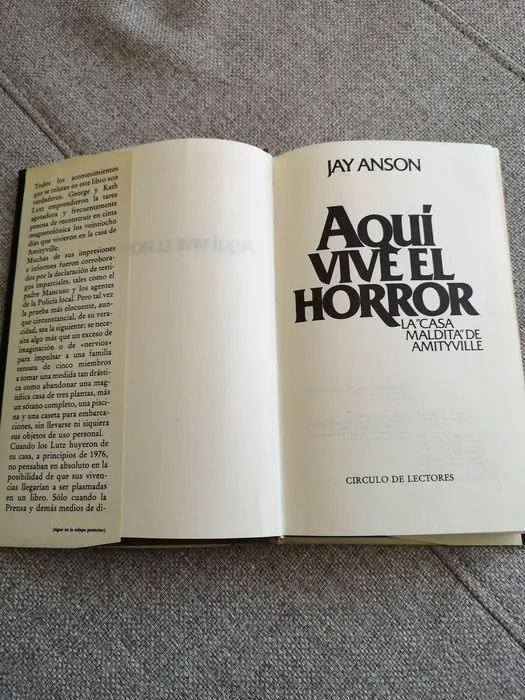 Todos los acontecimientos
que se relatan en este libro son
verdaderos. George y Kath
Lutz emprendieron la tarea
agotadora y frecuentemente
penosa de reconstruir en cinta
magnetofónica los veintiocho
días que vivieron en la casa de
Amityville.
Muchas de sus impresiones
e informes fueron corrobora-
dos por la declaración de testi-
gos imparciales, tales como el
padre Mancuso y los agentes
de la Policía local. Pero tal vez
la prueba más elocuente, aun-
que circunstancial, de su vera-
cidad, sea la siguiente: se nece-
sita algo más que un exceso de
imaginación o de «nervios»
para impulsar a una familia
sensata de cinco miembros
a tomar una medida tan drásti-
ca como abandonar una mag-
nífica casa de tres plantas, más
un sótano completo, una pisci-
na y una caseta para embarca-
ciones, sin llevarse ni siquiera
sus objetos de uso personal.
Cuando los Lutz huyeron de
su casa, a principios de 1976,
no pensaban en absoluto en la
posibilidad de que sus viven-
cias llegarían a ser plasmadas
en un libro. Sólo cuando la
Prensa y demás medios de di-
(sigue en la solapa posterior)
JAY ANSON
AQUÍ
VIVE EL
HORROR
LA "CASA
MALDITA" DE
AMITYVILLE
CIRCULO DE LECTORES